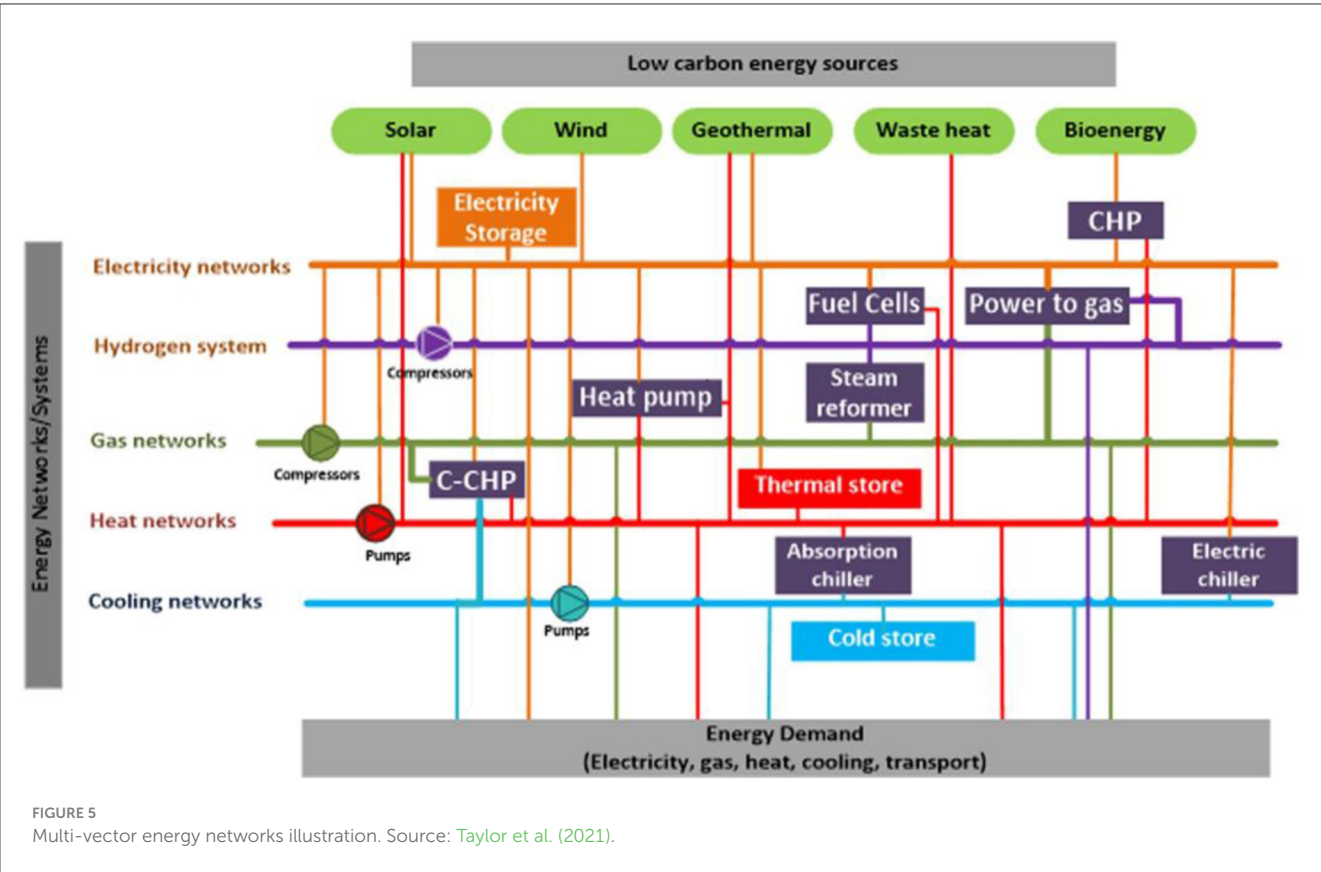 Low carbon energy sources
Solar
Wind
Geothermal
Waste heat
Bioenergy
Electricity
Storage
CHP
Energy Networks/Systems
Electricity networks
Fuel Cells
Power to gas
Hydrogen system
Compressors
Steam
reformer
Heat pump
Gas networks
Compressors
C-CHP
Thermal store
Heat networks
Pumps
Absorption
chiller
Electric
chiller
Cooling networks
Pumps
Cold store
Energy Demand
(Electricity, gas, heat, cooling, transport)
FIGURE 5
Multi-vector energy networks illustration. Source: Taylor et al. (2021).